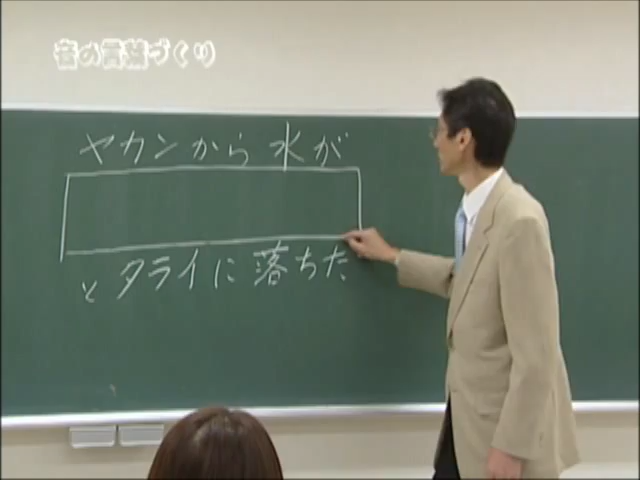 音の言葉づくり
ヤカンから水が
とタライに落ちた